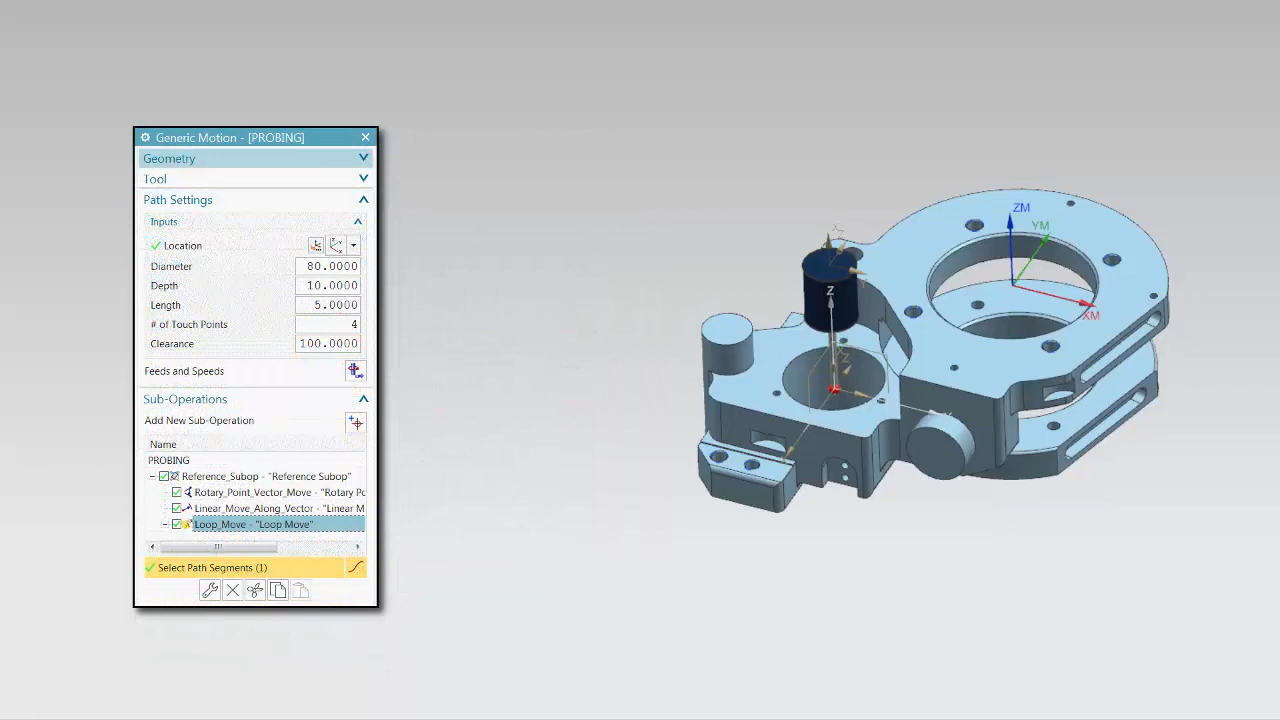 Generic Motion - [PROBING]
Geometry
Tool
Path Settings
Inputs
Location
Diameter 80.0000
Depth 10.0000
Length 5.0000
# of Touch Points 4
Clearance 100.0000
Feeds and Speeds
Sub-Operations
Add New Sub-Operation
Name
PROBING
Reference_Subop - "Reference Subop"
Rotary_Point_Vector_Move - "Rotary Pc
Linear_Move_Along_Vector - "Linear M
Loop_Move - "Loop Move"
Select Path Segments (1)
ZM
YM
XM
Z
Z